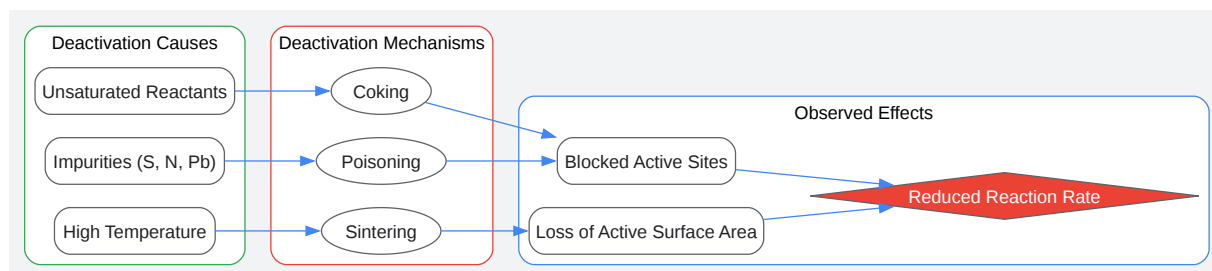 Deactivation Causes
Unsaturated Reactants
Impurities (S, N, Pb)
High Temperature
Deactivation Mechanisms
Coking
Poisoning
Sintering
Observed Effects
Blocked Active Sites
Loss of Active Surface Area
Reduced Reaction Rate